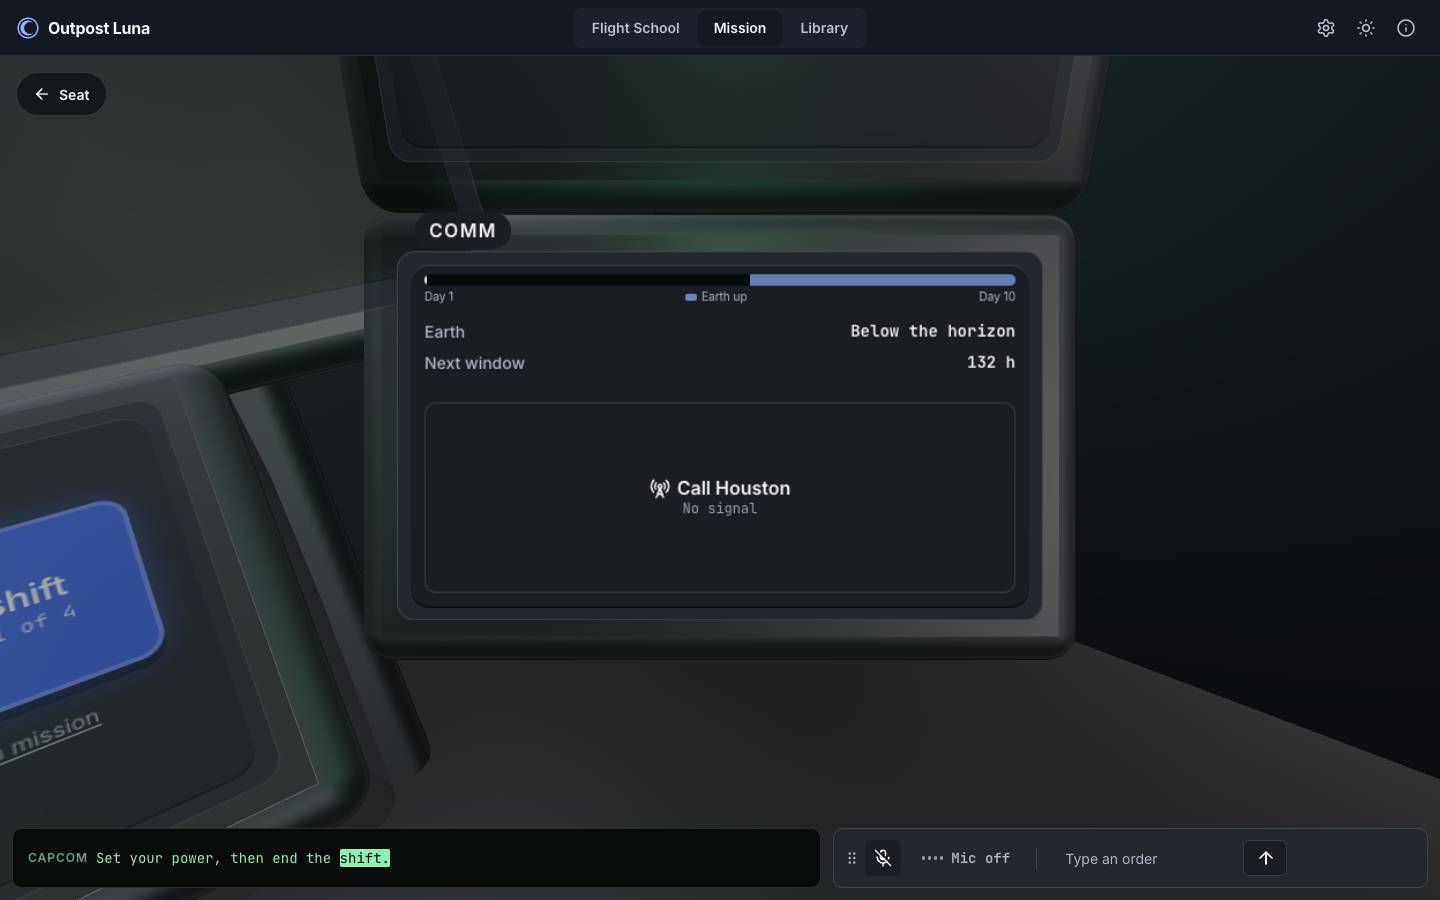 Outpost Luna
Flight School
Mission
Library
Seat
COMM
Day 1
Earth up
Day 10
Earth
Below the horizon
Next window
132 h
Call Houston
No signal
shift
of 4
mission
CAPCOM Set your power, then end the shift.
Mic off
Type an order